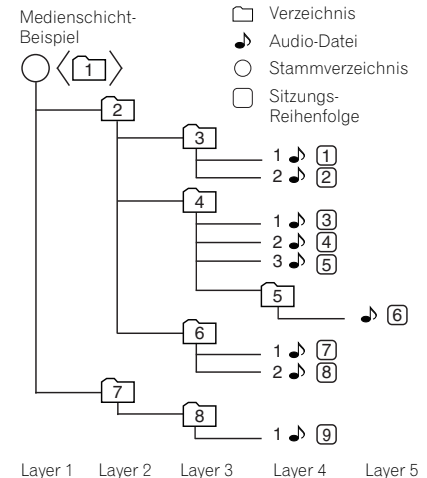 Medienschicht-
Beispiel
1
Verzeichnis
Audio-Datei
Stammverzeichnis
Sitzungs-
Reihenfolge
2
3
1 1
2 2
4
1 3
2 4
3 5
5
6
6
1 7
2 8
7
8
1 9
Layer 1 Layer 2 Layer 3 Layer 4 Layer 5